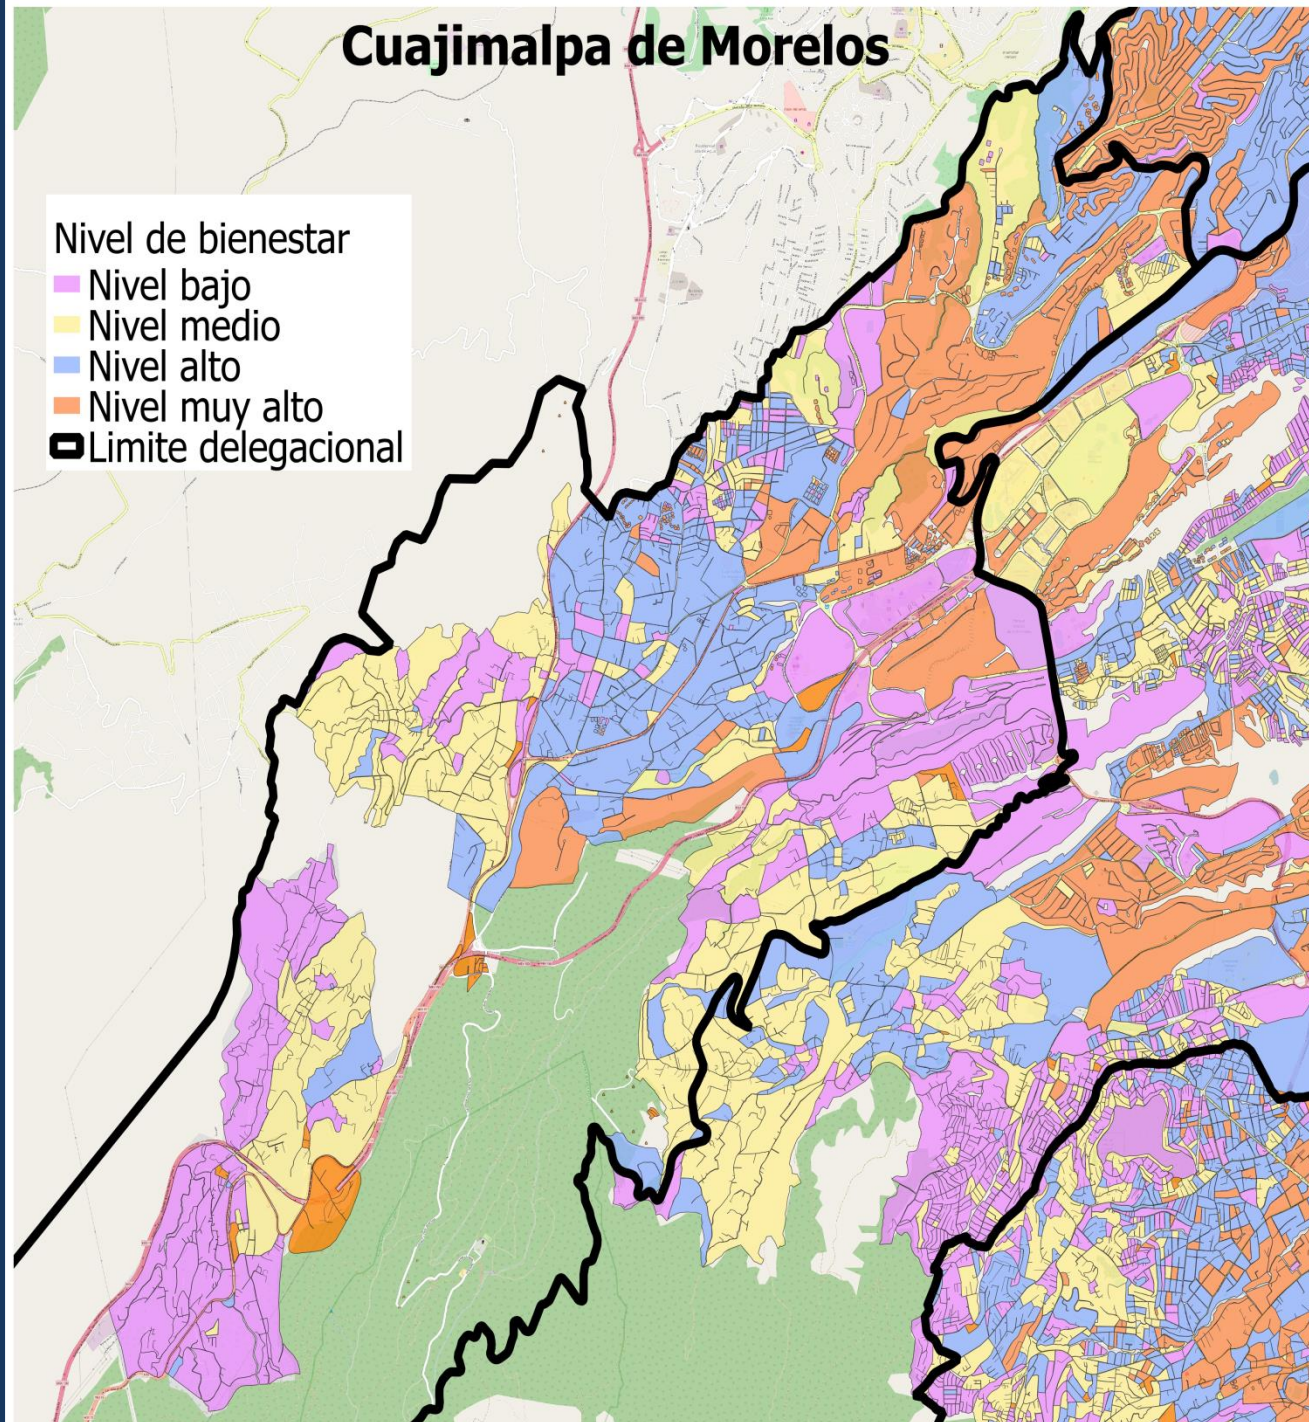 Cuajimalpa de Morelos
Nivel de bienestar
Nivel bajo
Nivel medio
Nivel alto
Nivel muy alto
Limite delegacional